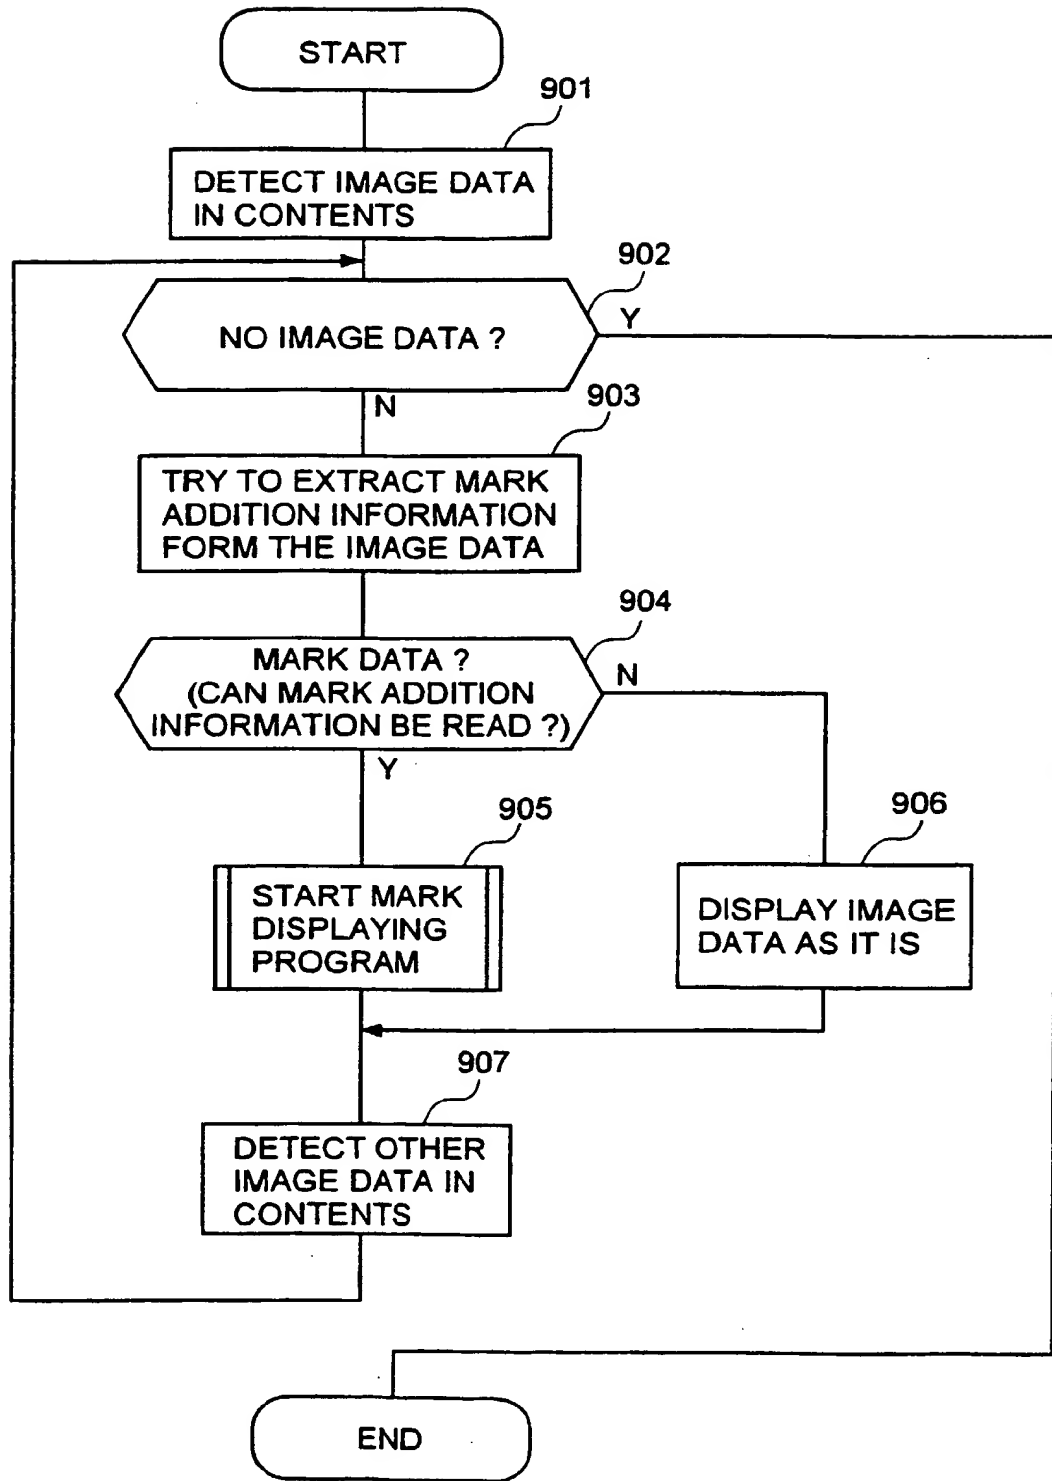 START
901
DETECT IMAGE DATA
IN CONTENTS
902
NO IMAGE DATA ?
Y
N
903
TRY TO EXTRACT MARK
ADDITION INFORMATION
FORM THE IMAGE DATA
904
MARK DATA ?
(CAN MARK ADDITION
INFORMATION BE READ ?)
N
Y
905
START MARK
DISPLAYING
PROGRAM
906
DISPLAY IMAGE
DATA AS IT IS
907
DETECT OTHER
IMAGE DATA IN
CONTENTS
END